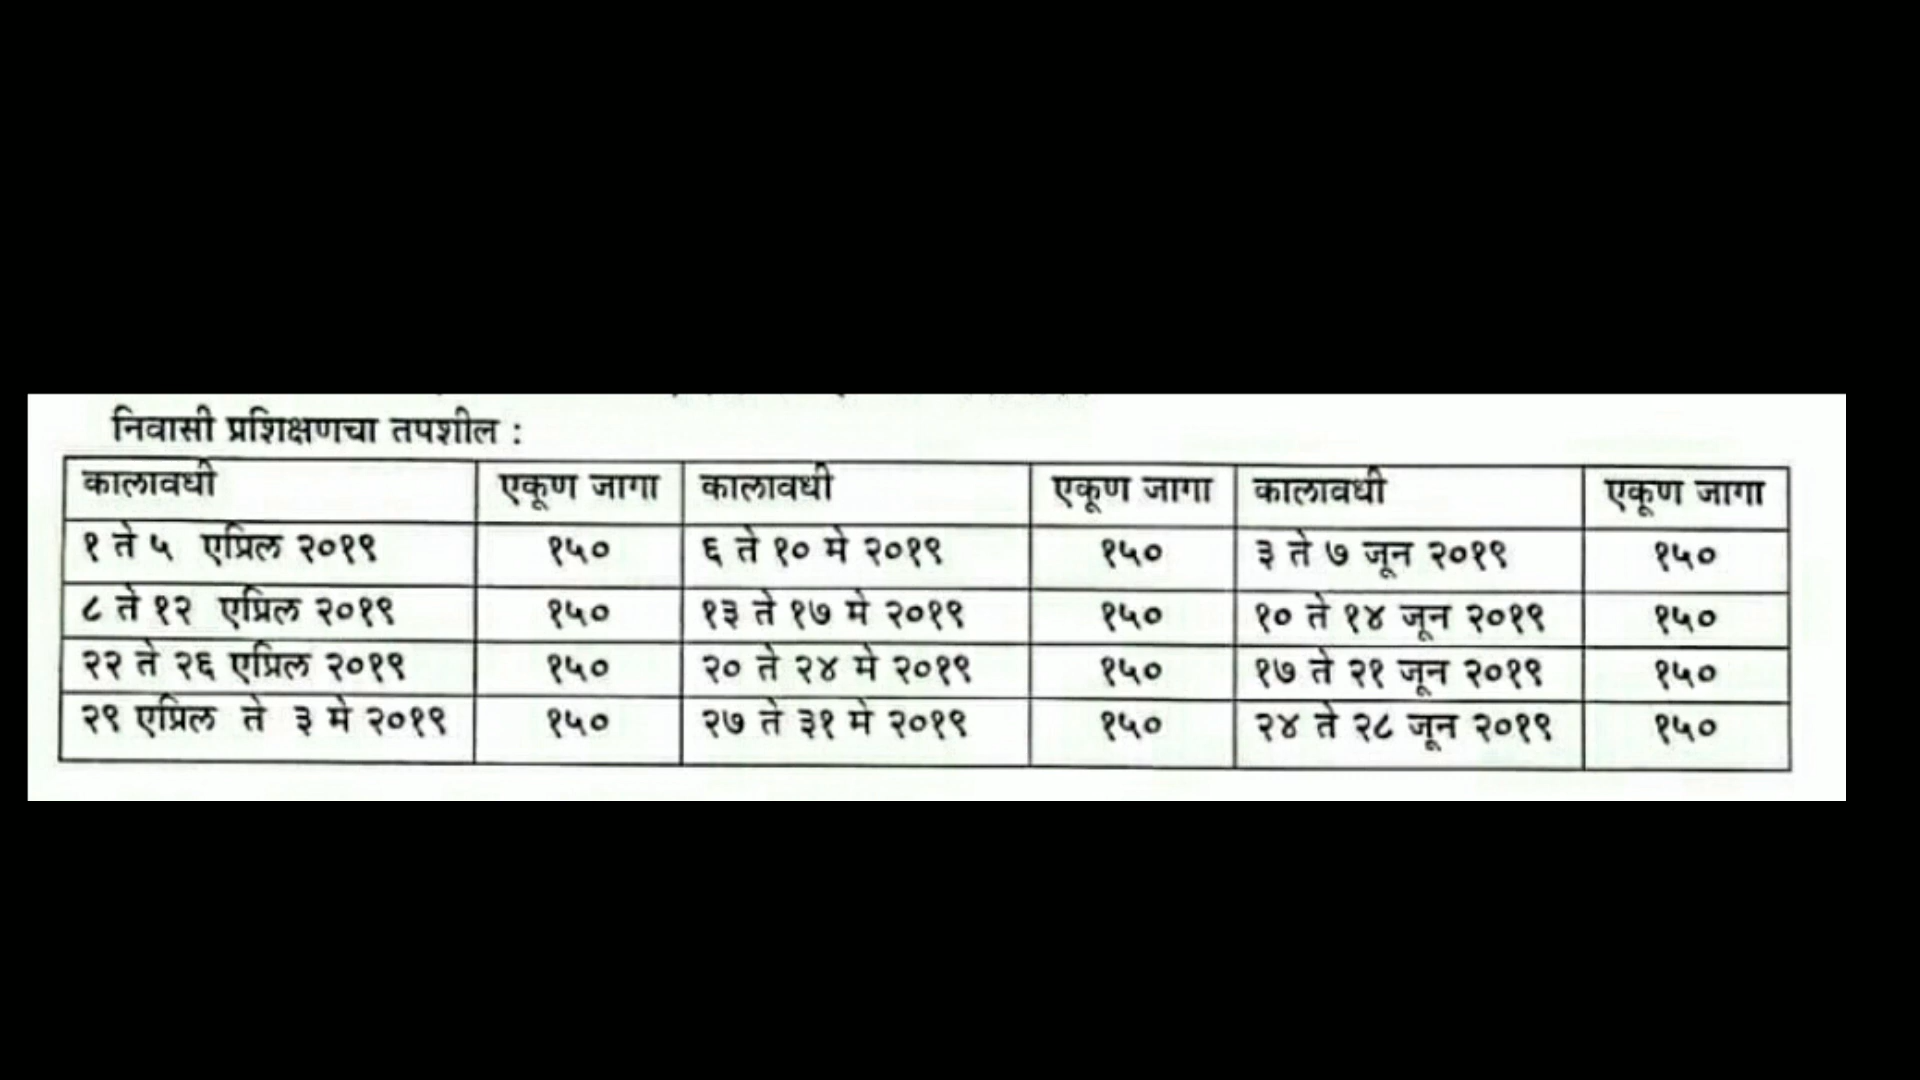 निवासी प्रशिक्षणचा तपशील :
कालावधी एकूण जागा कालावधी एकूण जागा कालावधी एकूण जागा
१ ते ५ एप्रिल २०१९ १५० ६ ते १० मे २०१९ १५० ३ ते ७ जून २०१९ १५०
८ ते १२ एप्रिल २०१९ १५० १३ ते १७ मे २०१९ १५० १० ते १४ जून २०१९ १५०
२२ ते २६ एप्रिल २०१९ १५० २० ते २४ मे २०१९ १५० १७ ते २१ जून २०१९ १५०
२९ एप्रिल ते ३ मे २०१९ १५० २७ ते ३१ मे २०१९ १५० २४ ते २८ जून २०१९ १५०